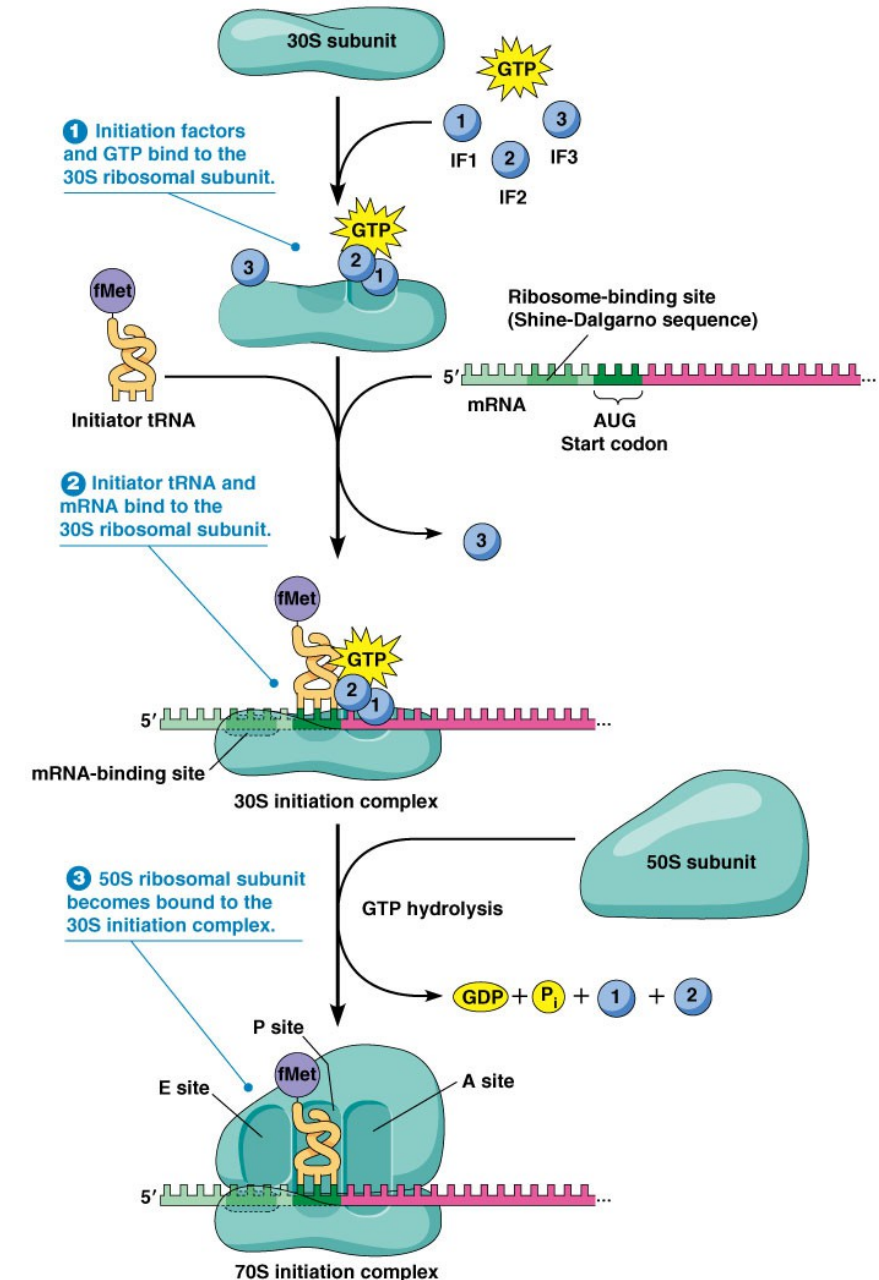 30S subunit
GTP
1
3
IF1
2
IF3
IF2
1 Initiation factors
and GTP bind to the
30S ribosomal subunit.
GTP
3
2
1
fMet
Initiator tRNA
Ribosome-binding site
(Shine-Dalgarno sequence)
5′
...
mRNA
AUG
Start codon
2 Initiator tRNA and
mRNA bind to the
30S ribosomal subunit.
3
fMet
GTP
2
1
5′
...
mRNA-binding site
30S initiation complex
50S subunit
3 50S ribosomal subunit
becomes bound to the
30S initiation complex.
GTP hydrolysis
GDP + Pi + 1 + 2
P site
fMet
E site
A site
5′
...
70S initiation complex